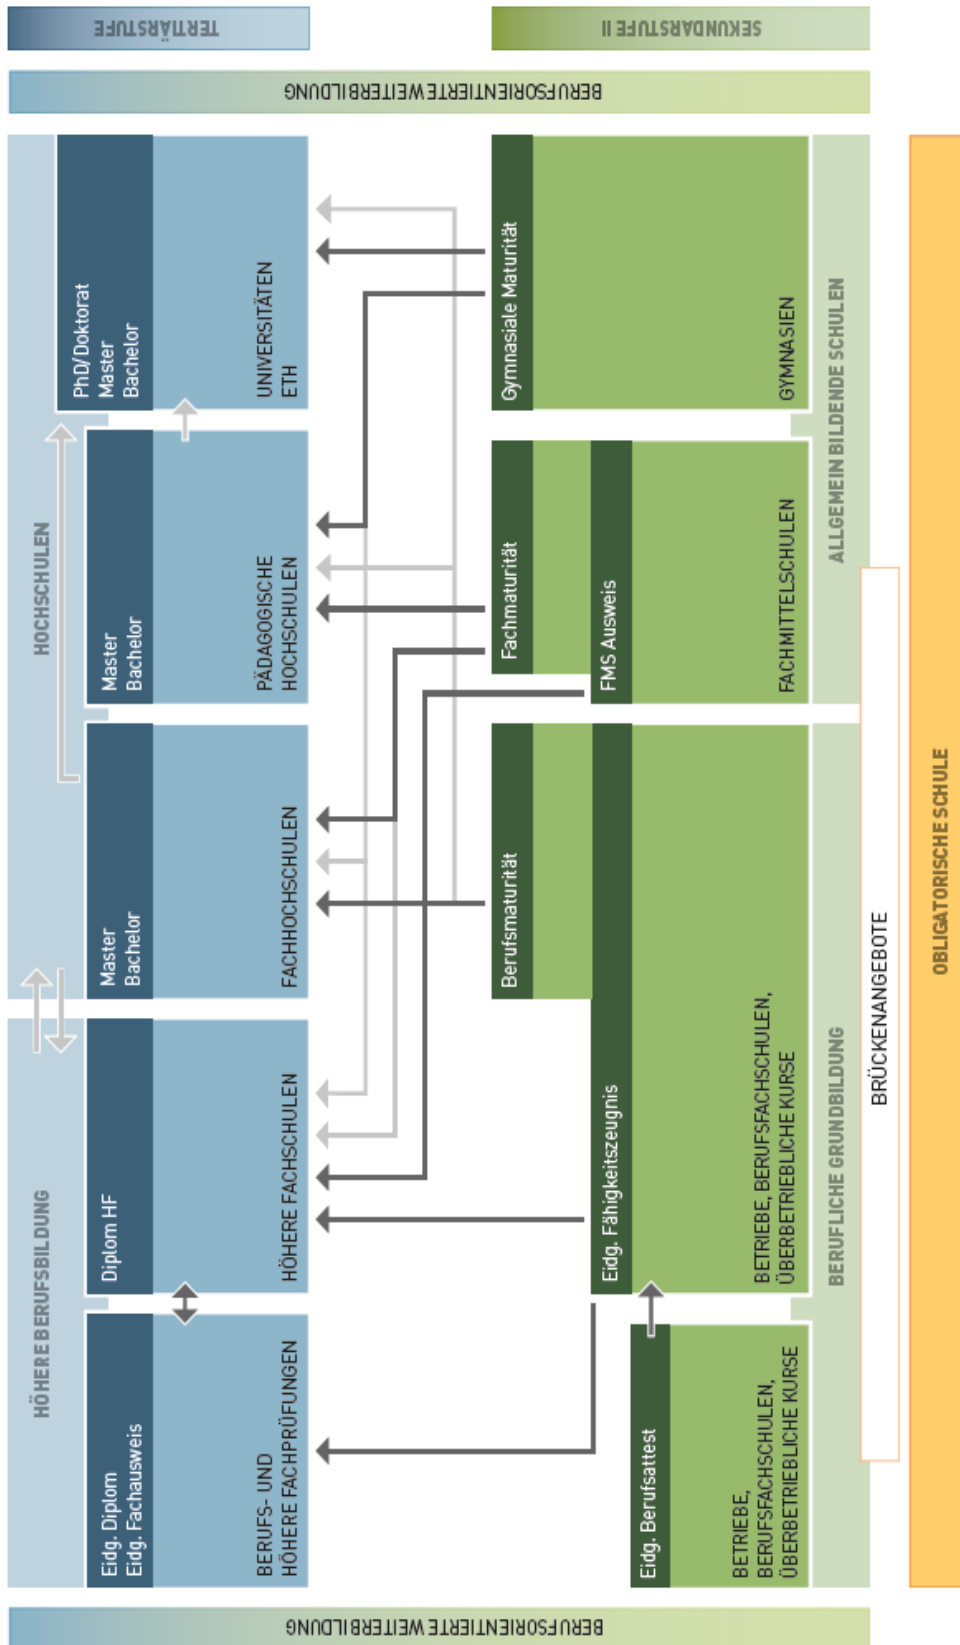 BERUFSORIENTIERTE WEITERBILDUNG
HÖHERE BERUFSBILDUNG
HOCHSCHULEN
Eidg. Diplom
Eidg. Fachausweis
BERUFS- UND
HÖHERE FACHPRÜFUNGEN
Diplom HF
HÖHERE FACHSCHULEN
Master
Bachelor
FACHHOCHSCHULEN
Master
Bachelor
PÄDAGOGISCHE
HOCHSCHULEN
PhD/Doktorat
Master
Bachelor
UNIVERSITÄTEN
ETH
BERUFSORIENTIERTE WEITERBILDUNG
TERTIÄRSTUFE
Eidg. Berufsattest
BETRIEBE,
BERUFSFACHSCHULEN,
ÜBERBETRIEBLICHE KURSE
Berufsmaturität
Eidg. Fähigkeitszeugnis
BETRIEBE, BERUFSFACHSCHULEN,
ÜBERBETRIEBLICHE KURSE
Fachmaturität
FMS Ausweis
FACHMITTELSCHULEN
Gymnasiale Maturität
GYMNASIEN
SEKUNDARSTUFE II
BERUFLICHE GRUNDBILDUNG
ALLGEMEIN BILDENDE SCHULEN
BRÜCKENANGEBOTE
OBLIGATORISCHE SCHULE